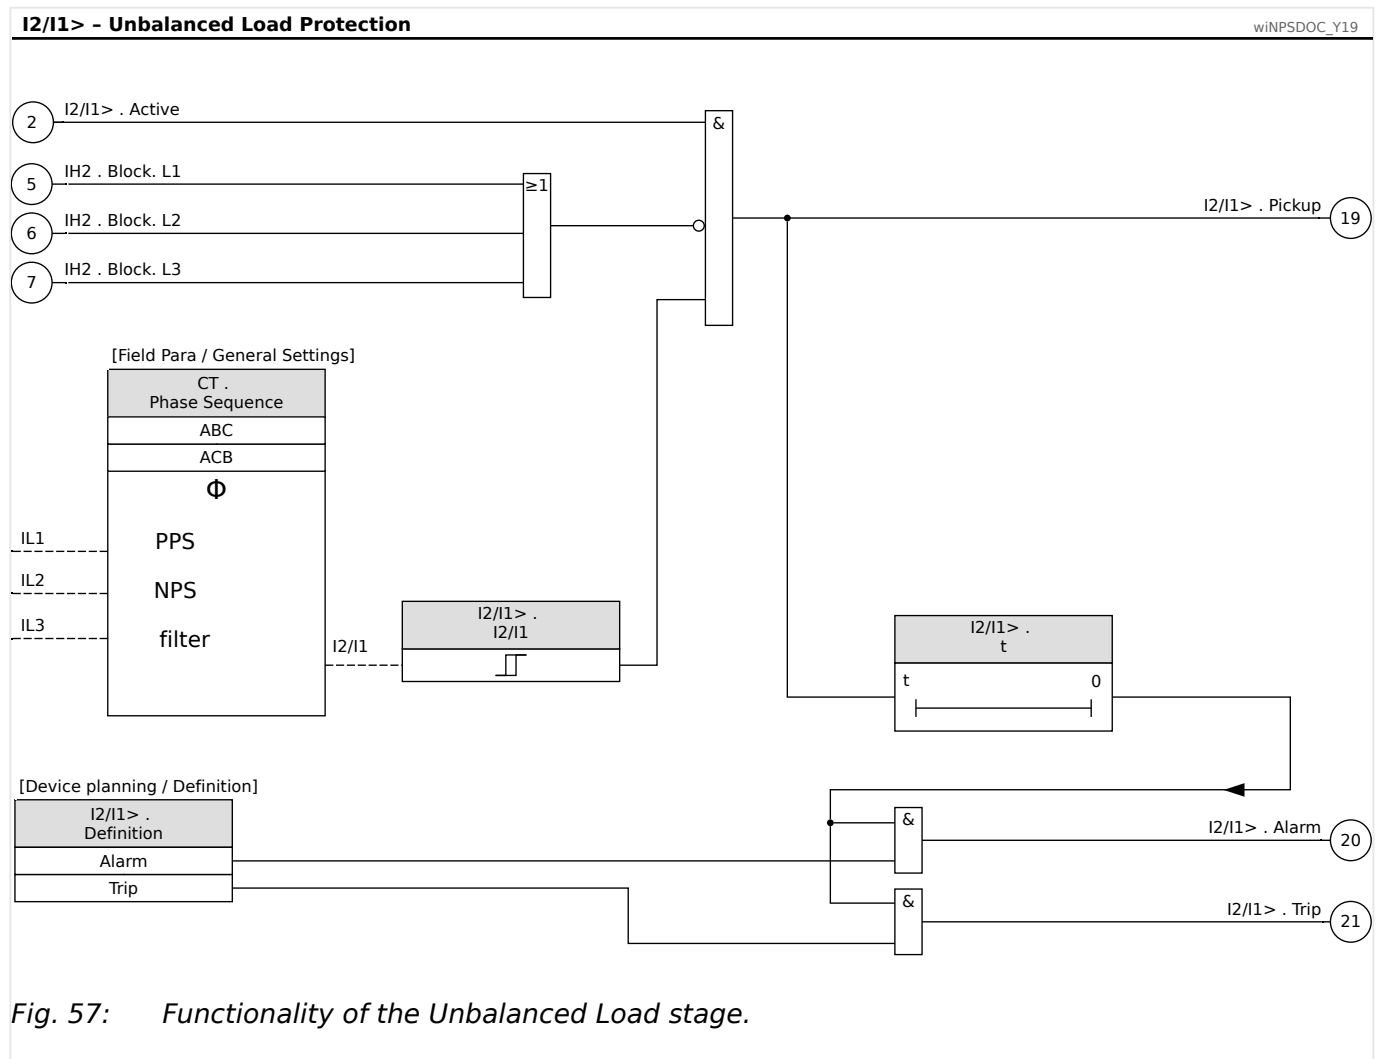 I2/I1> – Unbalanced Load Protection
wiNPSDOC_Y19
2
I2/I1> . Active
&
5
IH2 . Block. L1
≥1
6
IH2 . Block. L2
7
IH2 . Block. L3
I2/I1> . Pickup
19
[Field Para / General Settings]
CT .
Phase Sequence
ABC
ACB
Φ
IL1
PPS
IL2
NPS
IL3
filter
I2/I1
I2/I1> .
I2/I1
I2/I1> .
t
t
0
[Device planning / Definition]
I2/I1> .
Definition
Alarm
Trip
&
I2/I1> . Alarm
20
&
I2/I1> . Trip
21
Fig. 57: Functionality of the Unbalanced Load stage.